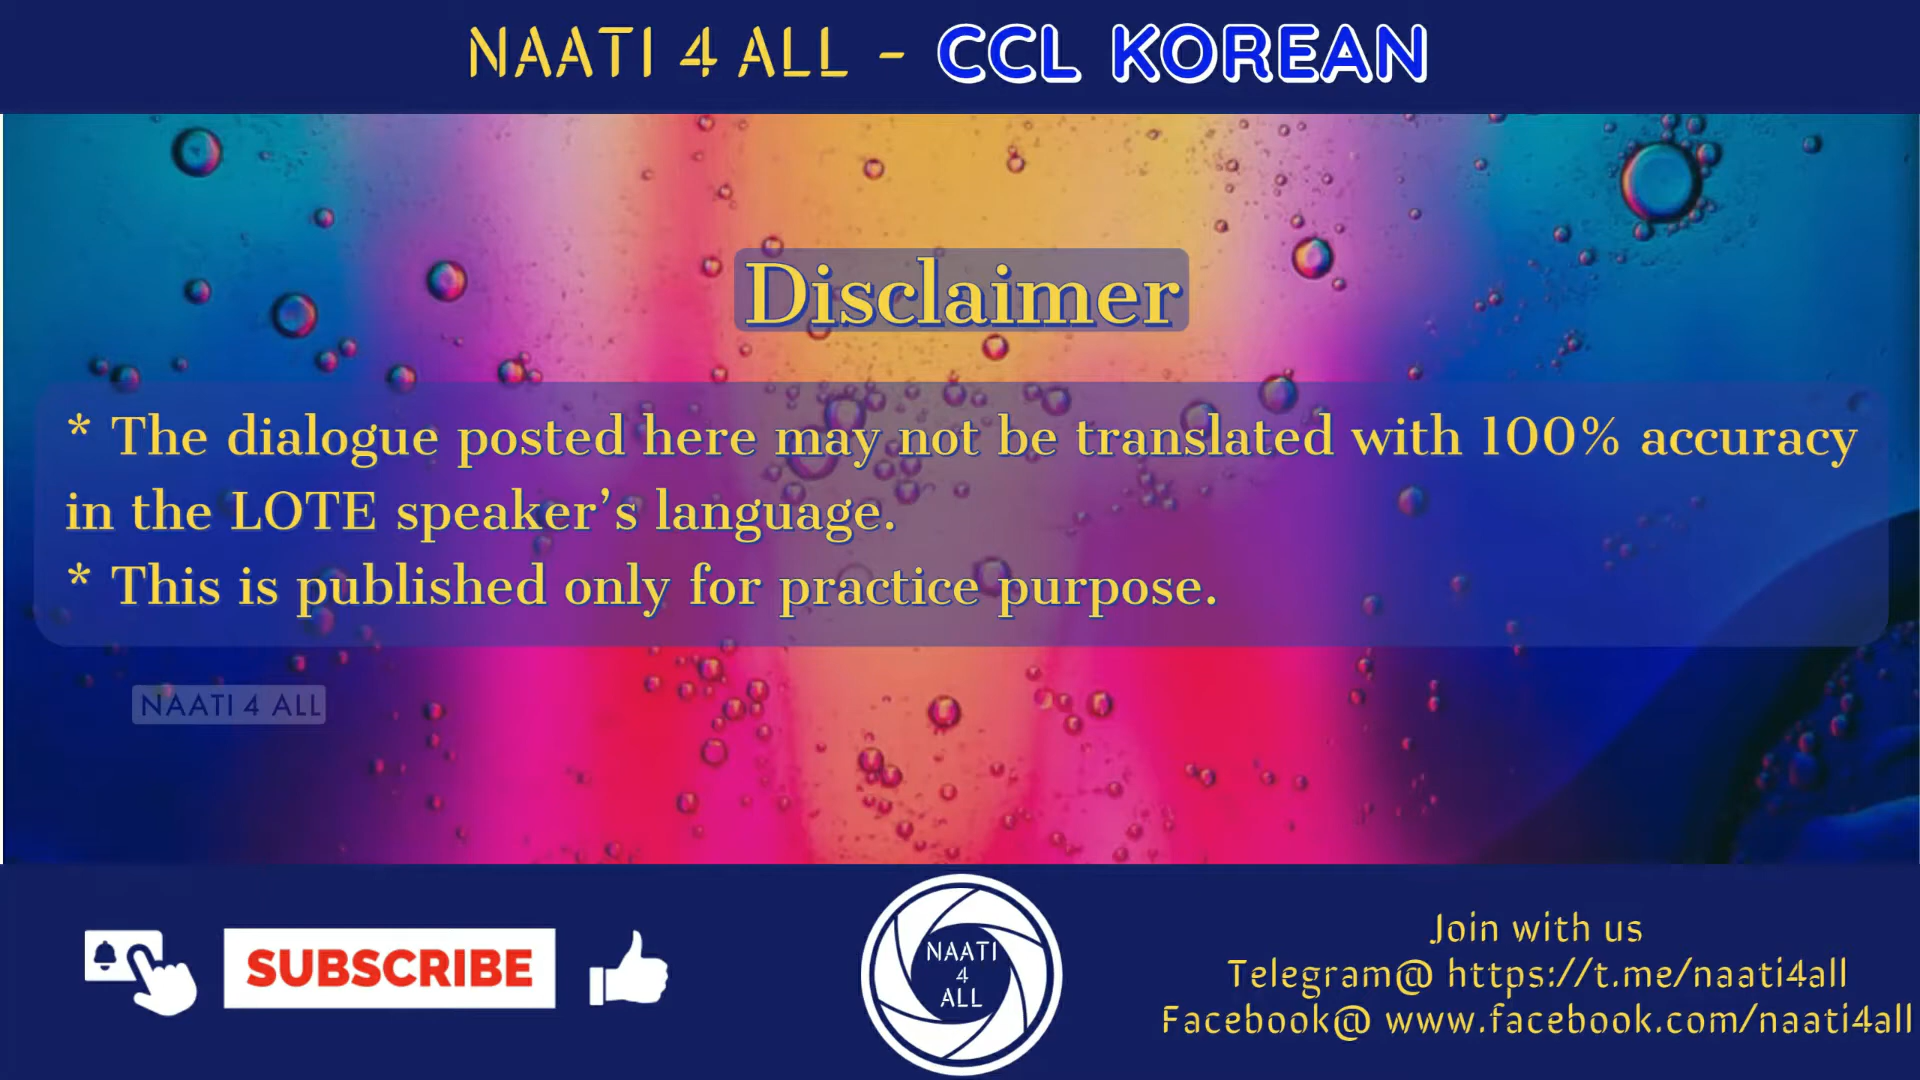 NAATI 4 ALL - CCL KOREAN
Disclaimer
* The dialogue posted here may not be translated with 100% accuracy
in the LOTE speaker's language.
* This is published only for practice purpose.
NAATI 4 ALL
SUBSCRIBE
NAATI
4
ALL
Join with us
Telegram@ https://t.me/naati4all
Facebook@ www.facebook.com/naati4all